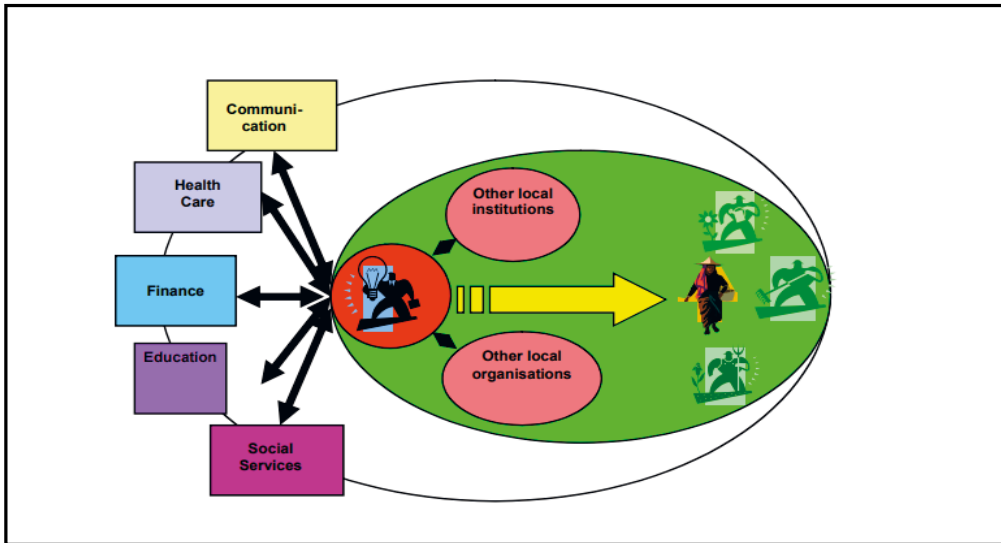 Communi-
cation
Health
Care
Other local
institutions
Finance
Education
Other local
organisations
Social
Services